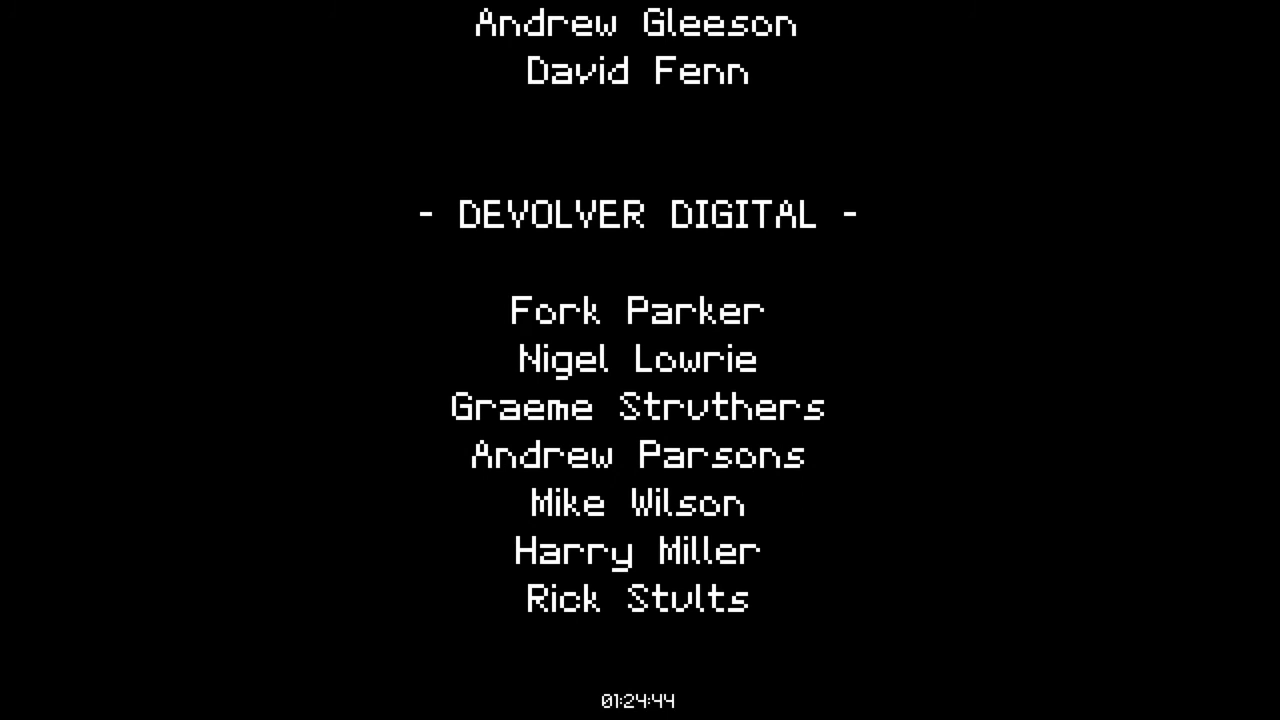 Andrew Gleeson
David Fenn
- DEVOLVER DIGITAL -
Fork Parker
Nigel Lowrie
Graeme Struthers
Andrew Parsons
Mike Wilson
Harry Miller
Rick Stults
01:24:44